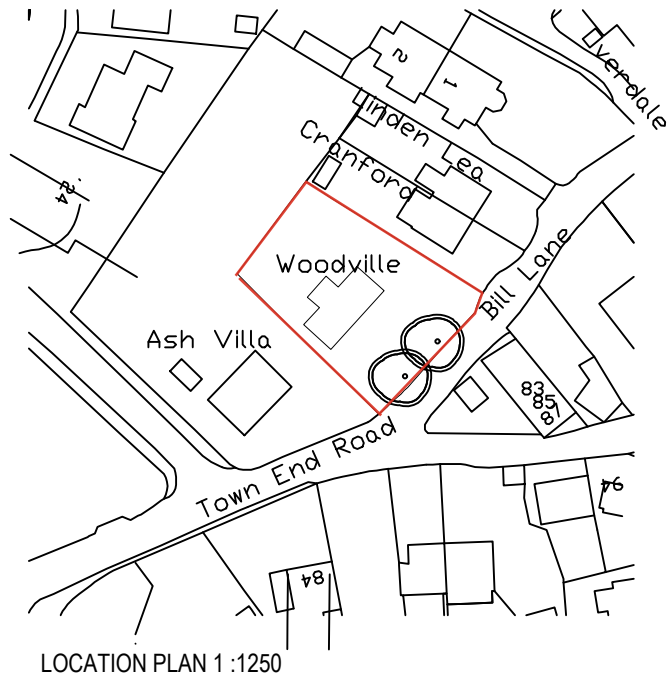 2
1
Linden Lea
Cranford
verdale
24
Woodville
Bill Lane
Ash Villa
83
85
87
Town End Road
94
84
LOCATION PLAN 1 :1250